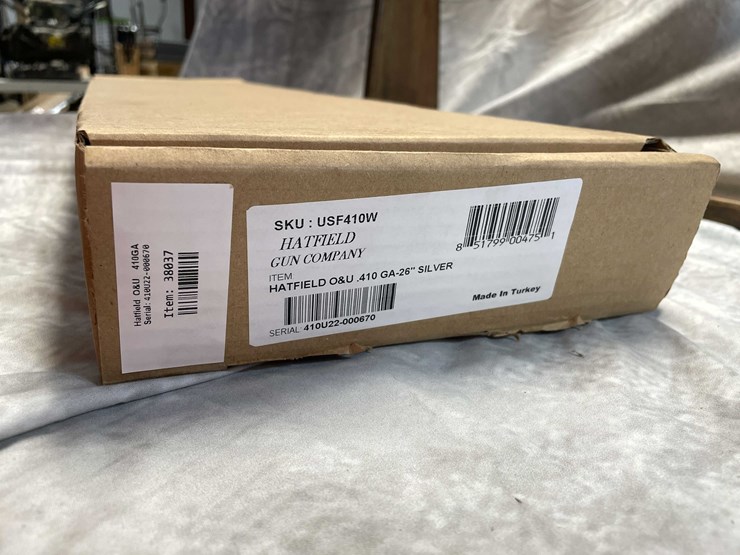 Hatfield O&U 410GA
Serial: 410U22-000670
Item: 38037
SKU : USF410W
HATFIELD
GUN COMPANY
ITEM
HATFIELD O&U .410 GA-26" SILVER
SERIAL 410U22-000670
8 51799 00475 1
Made In Turkey